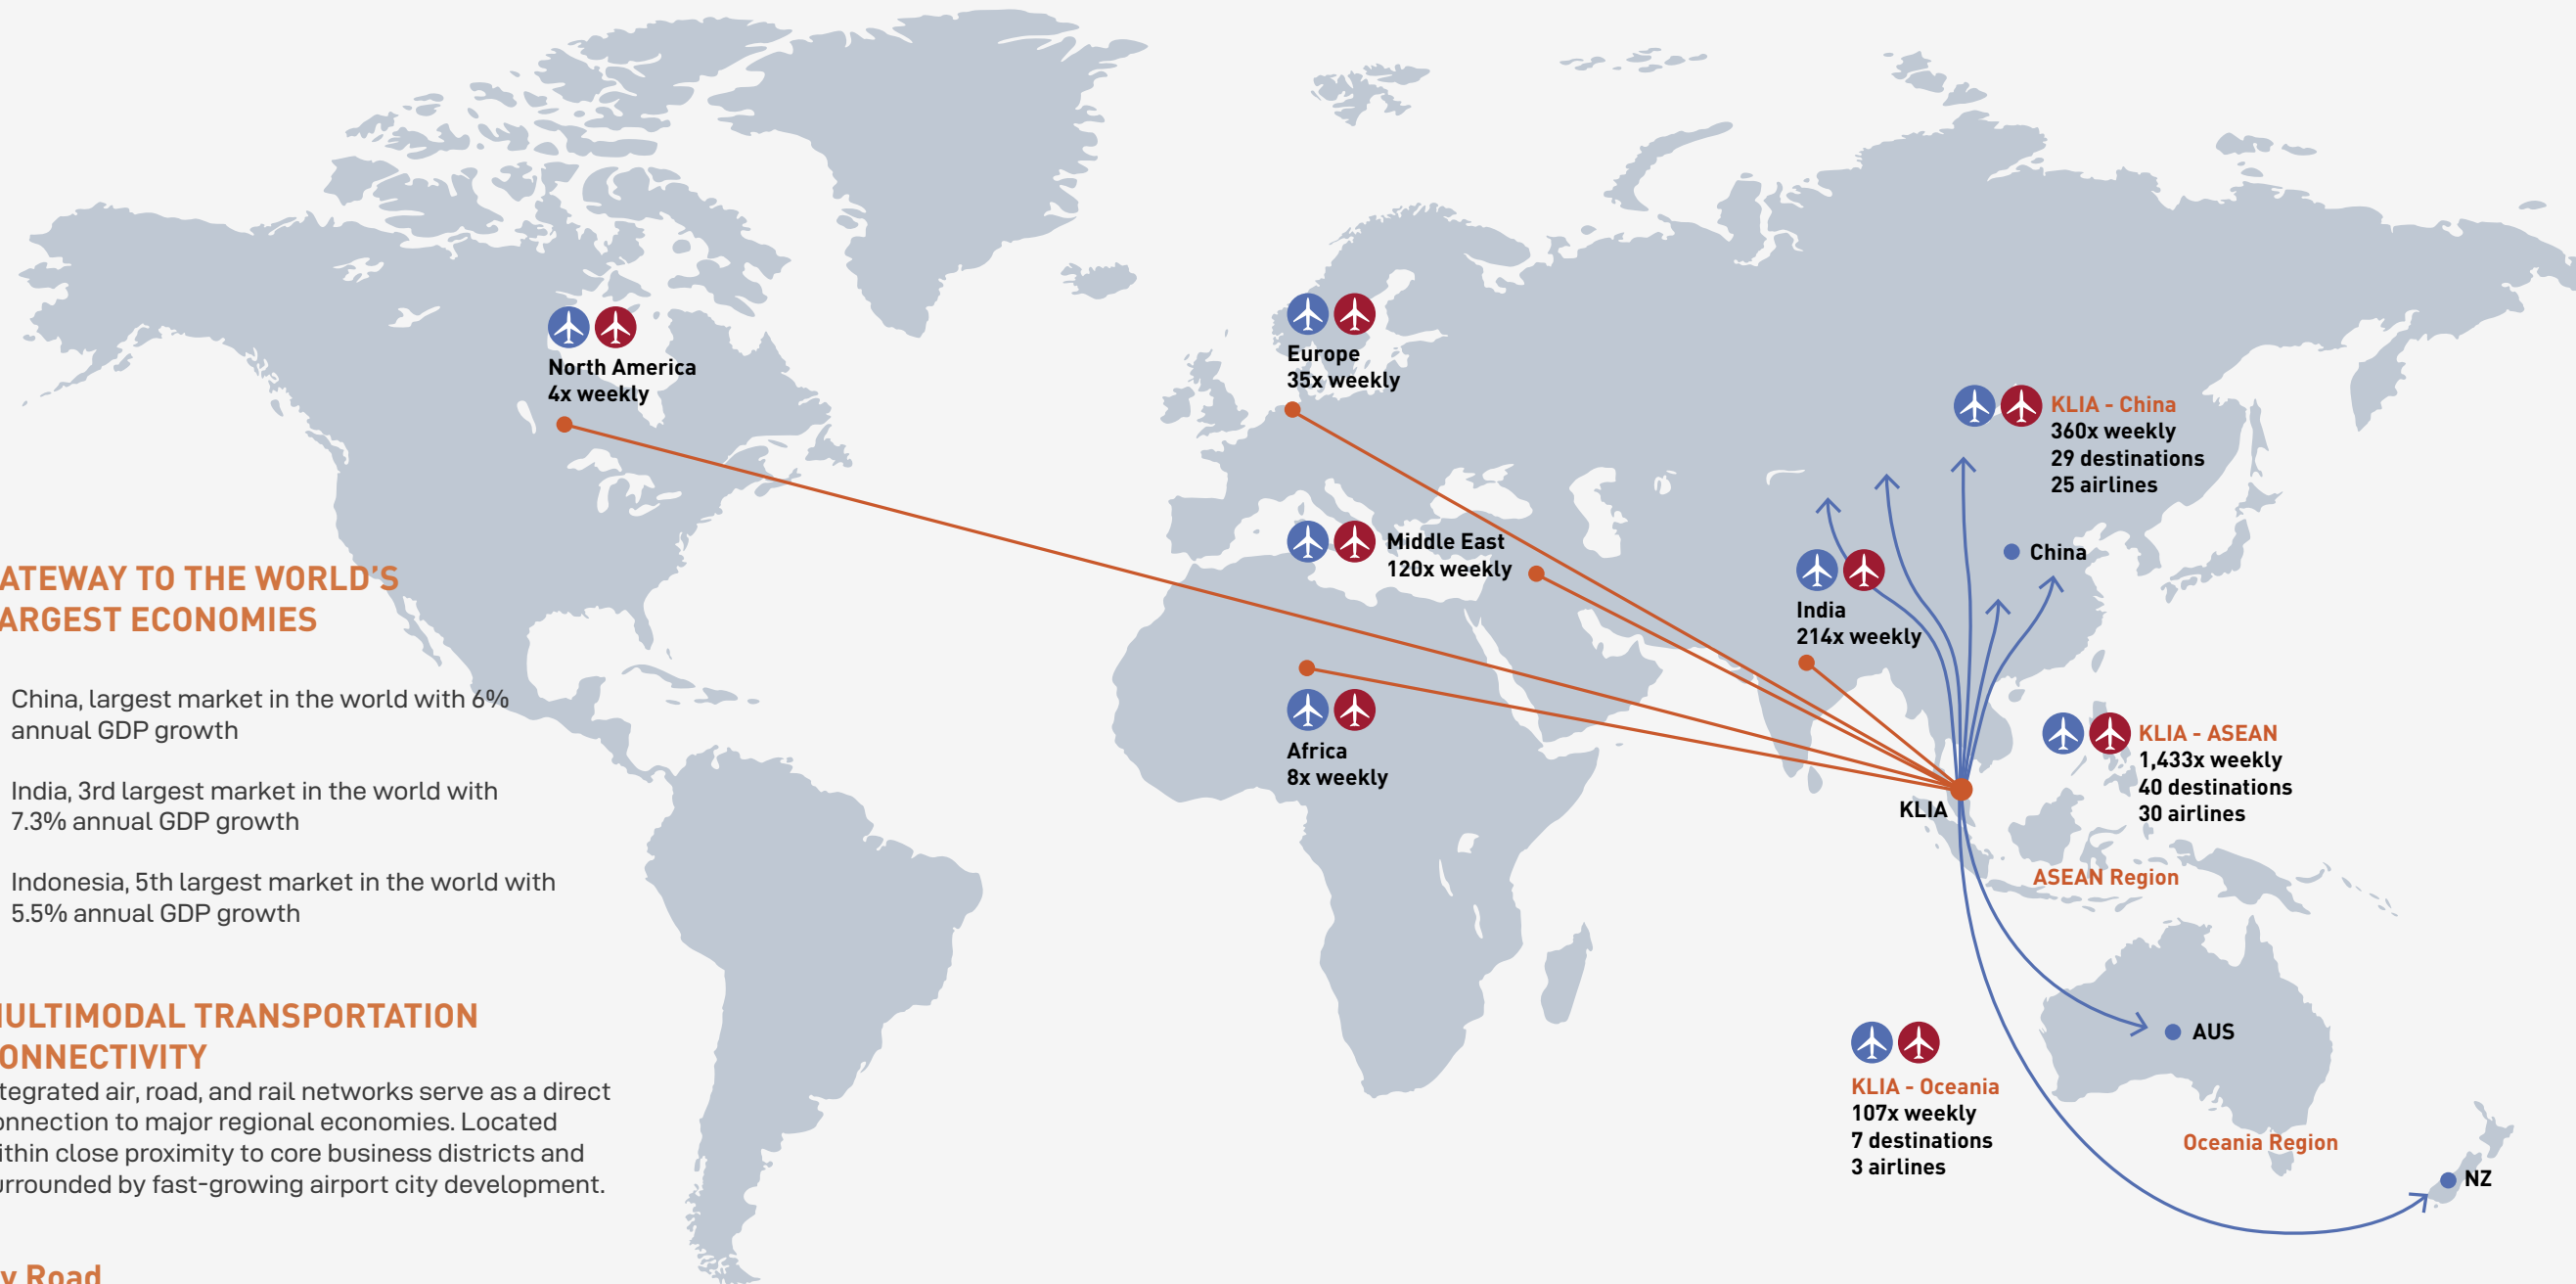 North America
4x weekly
Europe
35x weekly
KLIA - China
360x weekly
29 destinations
25 airlines
Middle East
120x weekly
China
India
214x weekly
ATEWAY TO THE WORLD'S
ARGEST ECONOMIES
China, largest market in the world with 6%
annual GDP growth
India, 3rd largest market in the world with
7.3% annual GDP growth
Indonesia, 5th largest market in the world with
5.5% annual GDP growth
Africa
8x weekly
KLIA - ASEAN
1,433x weekly
40 destinations
30 airlines
KLIA
ASEAN Region
ULTIMODAL TRANSPORTATION
ONNECTIVITY
tegrated air, road, and rail networks serve as a direct
onnection to major regional economies. Located
ithin close proximity to core business districts and
urrounded by fast-growing airport city development.
AUS
KLIA - Oceania
107x weekly
7 destinations
3 airlines
Oceania Region
NZ
y Road